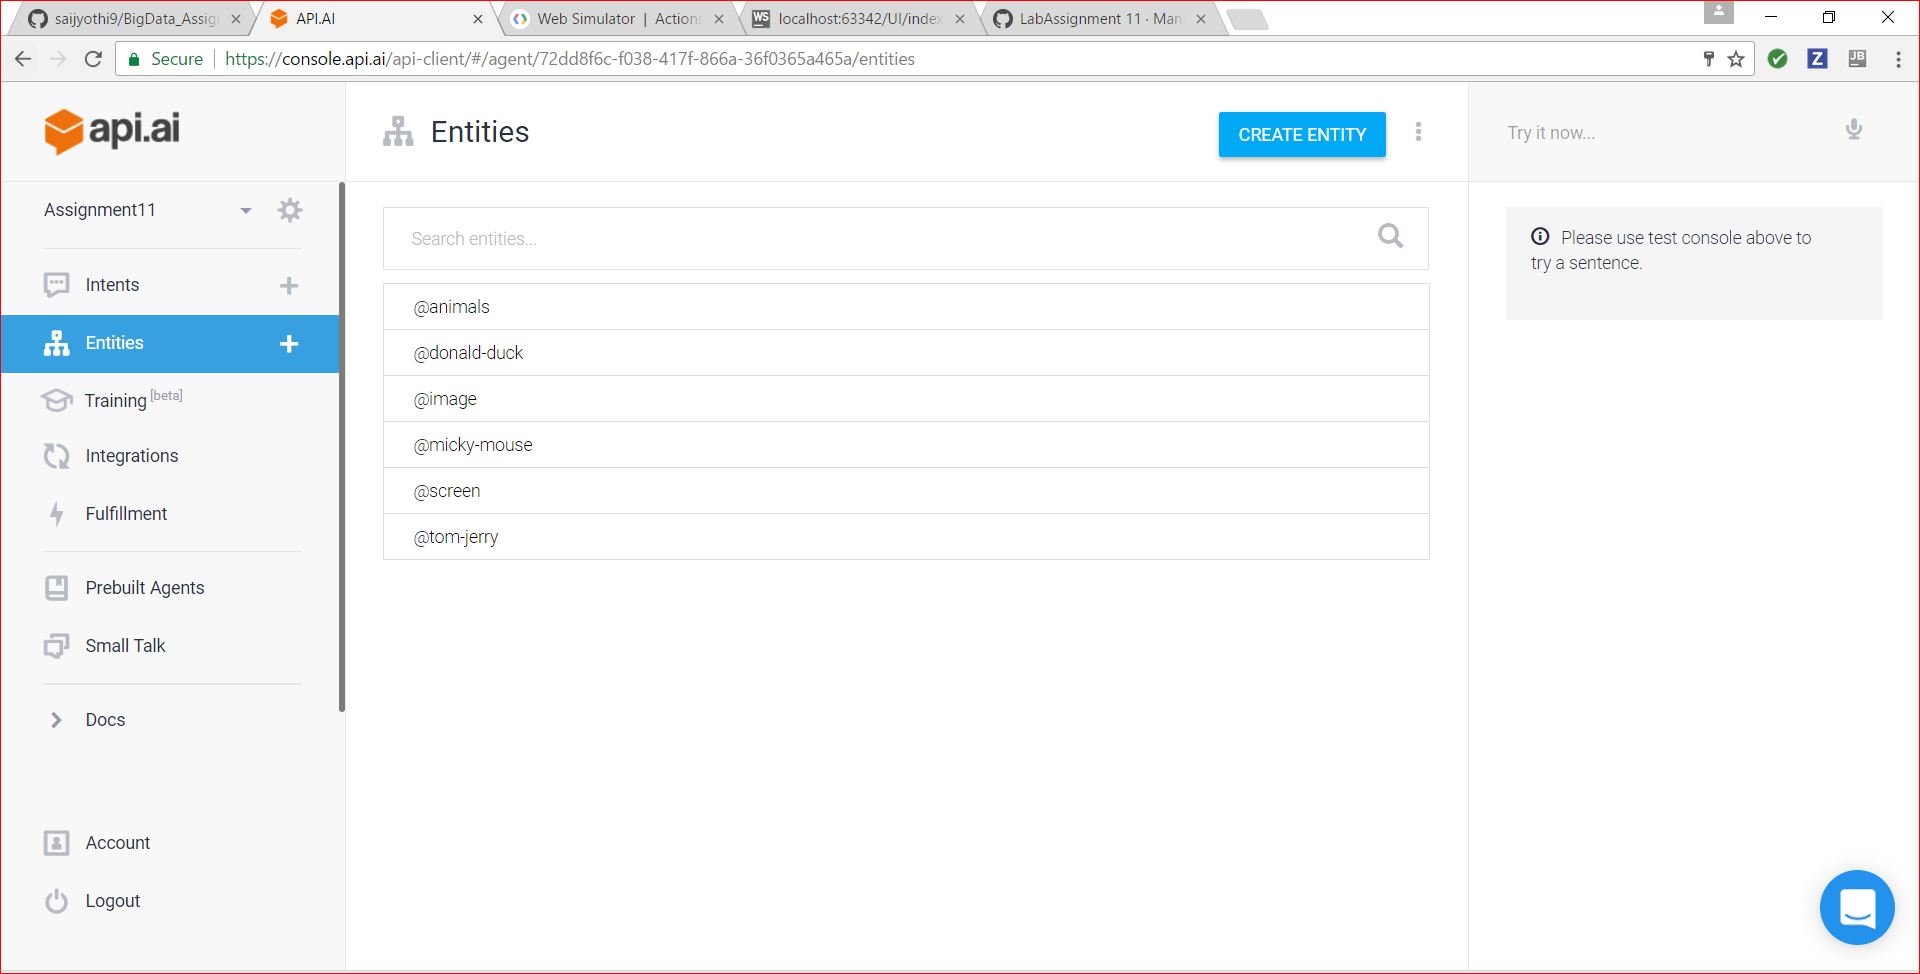 saijyothi9/BigData_Assig
API.AI
Web Simulator | Actions
WS localhost:63342/UI/index
LabAssignment 11 · Man
Secure https://console.api.ai/api-client/#/agent/72dd8f6c-f038-417f-866a-36f0365a465a/entities
Z
JB
api.ai
Entities
CREATE ENTITY
Try it now...
Assignment11
Intents
Entities
Training [beta]
Integrations
Fulfillment
Prebuilt Agents
Small Talk
Docs
Account
Logout
Search entities...
@animals
@donald-duck
@image
@micky-mouse
@screen
@tom-jerry
Please use test console above to
try a sentence.